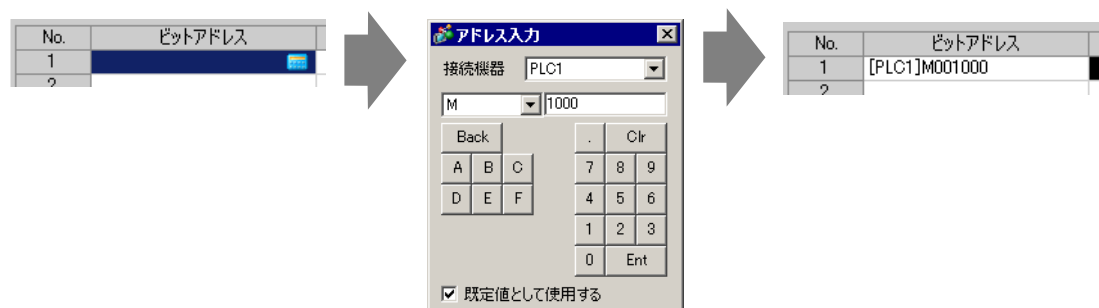 No. ビットアドレス
1
2
アドレス入力
接続機器 PLC1
M 1000
Back . Clr
A B C 7 8 9
D E F 4 5 6
1 2 3
0 Ent
既定値として使用する
No. ビットアドレス
1 [PLC1]M001000
2